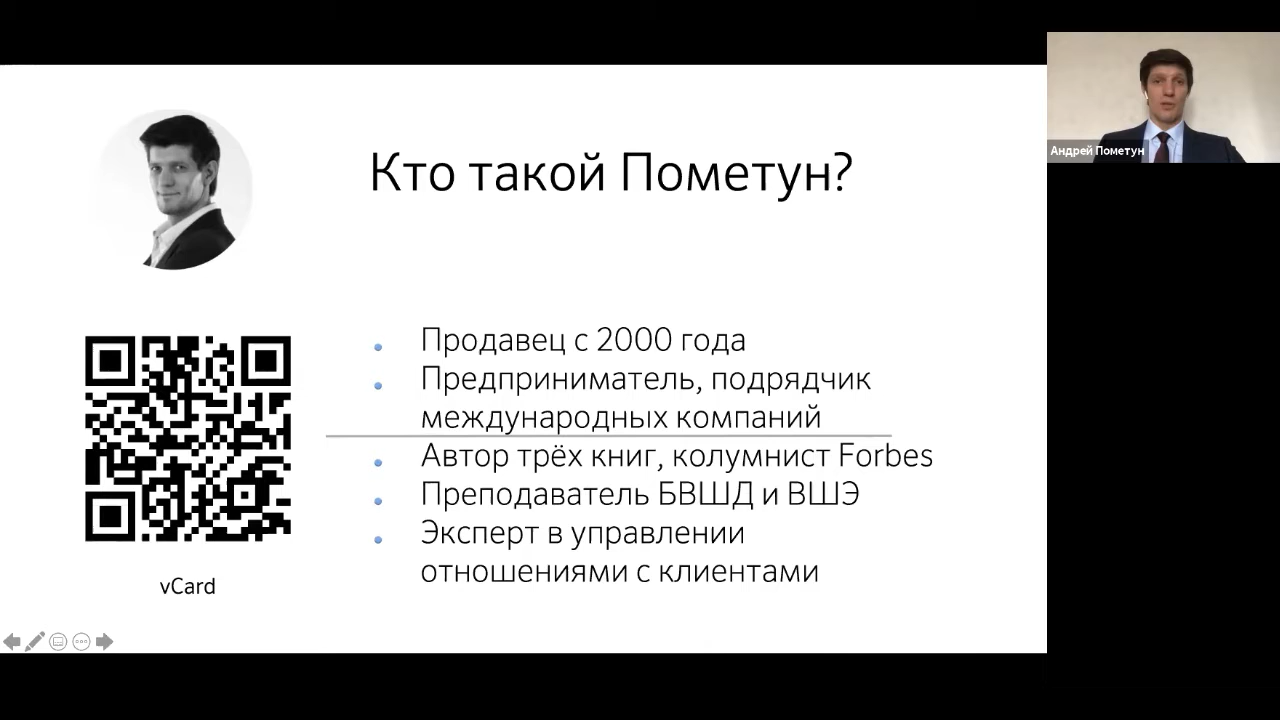 Кто такой Пометун?
Андрей Пометун
Продавец с 2000 года
Предприниматель, подрядчик
международных компаний
Автор трёх книг, колумнист Forbes
Преподаватель БВШД и ВШЭ
Эксперт в управлении
отношениями с клиентами
vCard